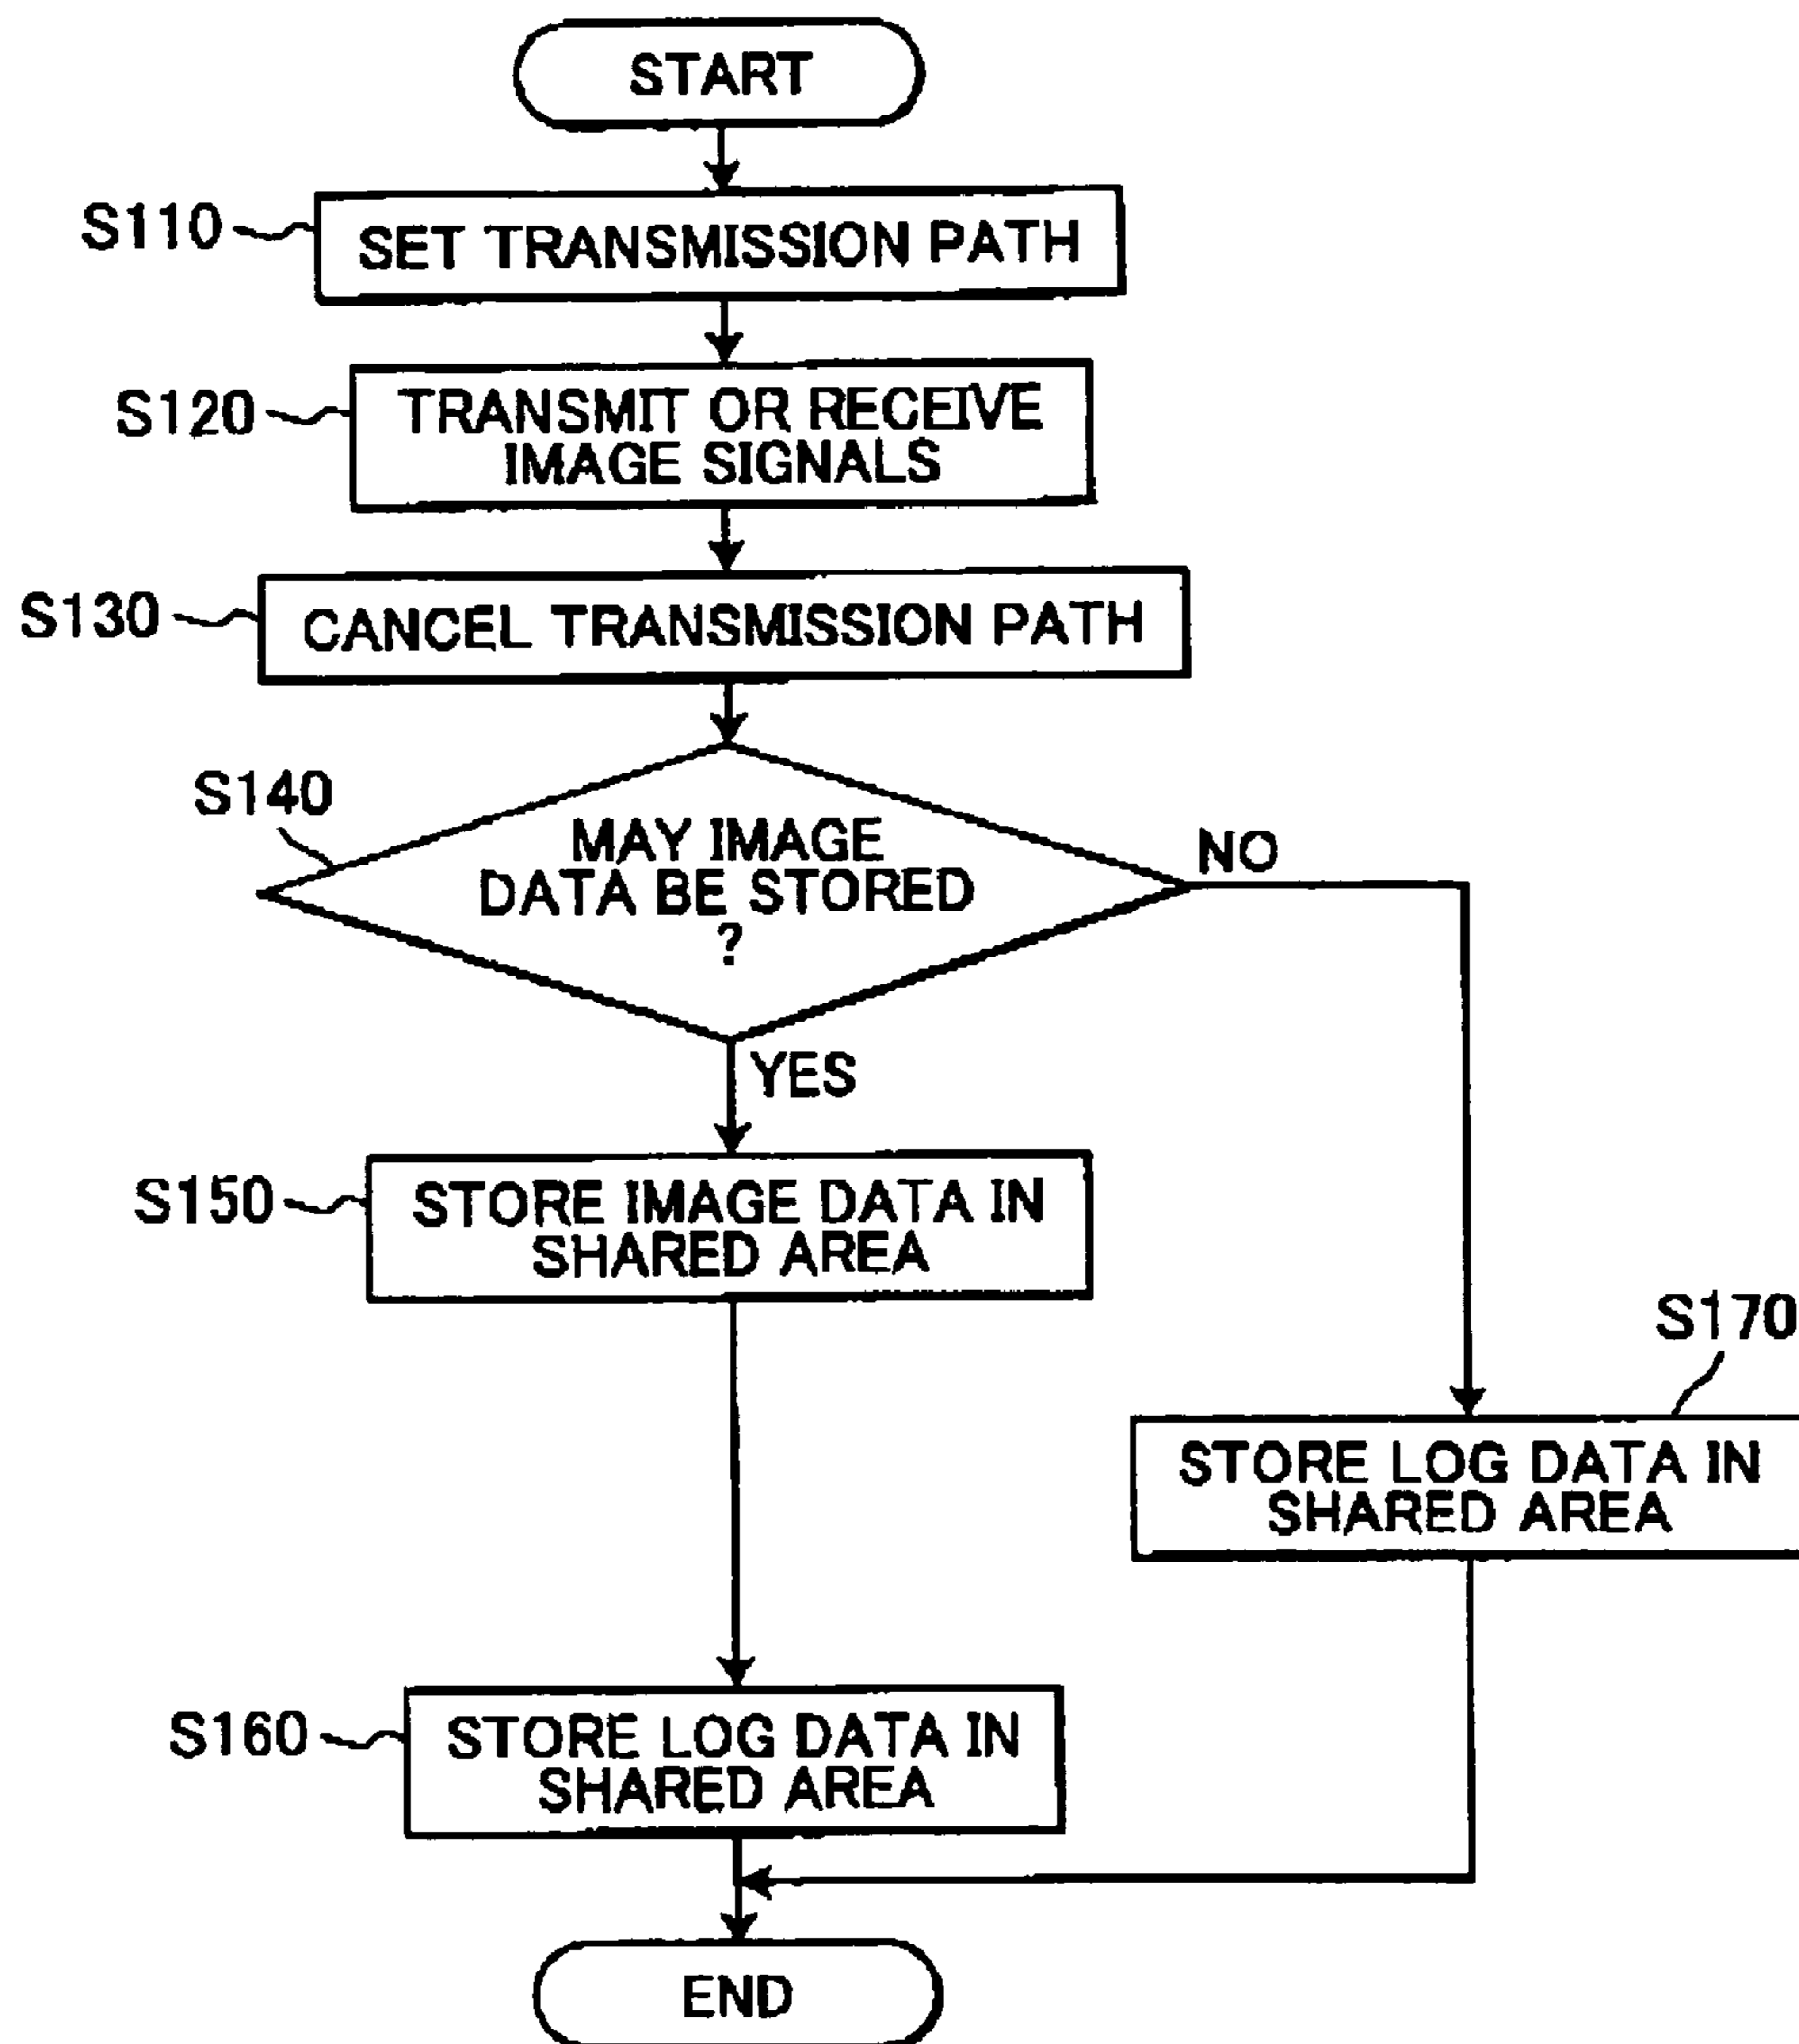 START
S110
SET TRANSMISSION PATH
S120
TRANSMIT OR RECEIVE
IMAGE SIGNALS
S130
CANCEL TRANSMISSION PATH
S140
MAY IMAGE
DATA BE STORED
?
NO
YES
S150
STORE IMAGE DATA IN
SHARED AREA
S170
STORE LOG DATA IN
SHARED AREA
S160
STORE LOG DATA IN
SHARED AREA
END